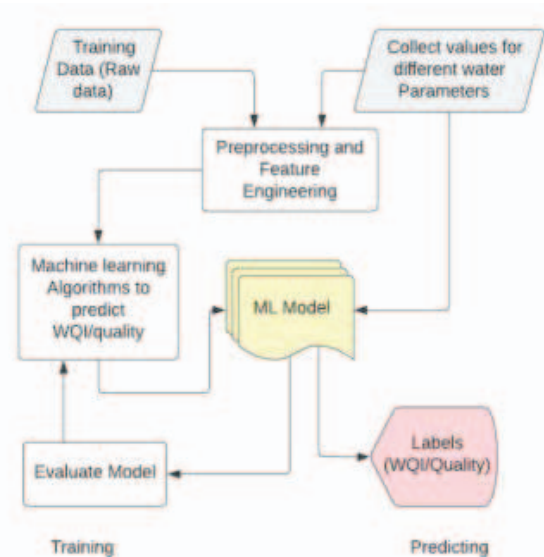 Training
Data (Raw
data)
Collect values for
different water
Parameters
Preprocessing and
Feature
Engineering
Machine learning
Algorithms to
predict
WQI/quality
ML Model
Labels
(WQI/Quality)
Evaluate Model
Training
Predicting